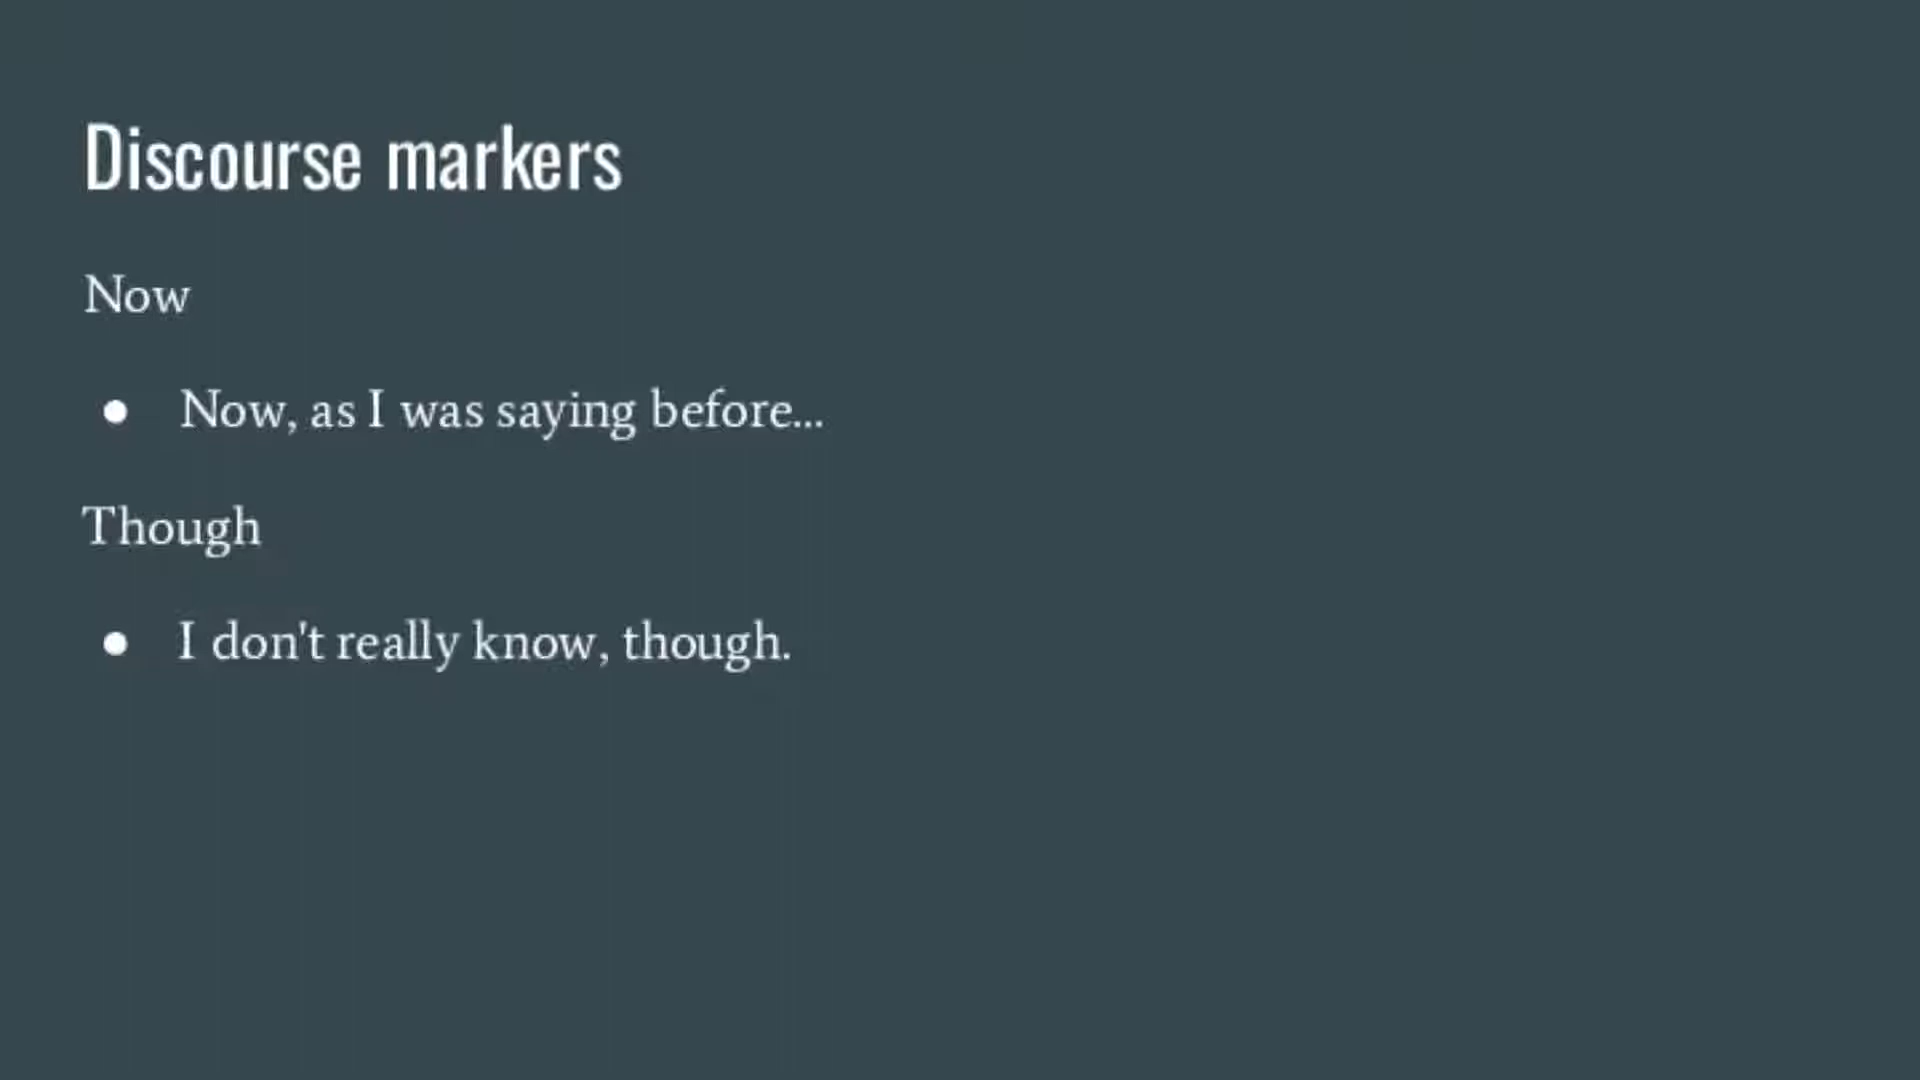 Discourse markers
Now
● Now, as I was saying before...
Though
● I don't really know, though.